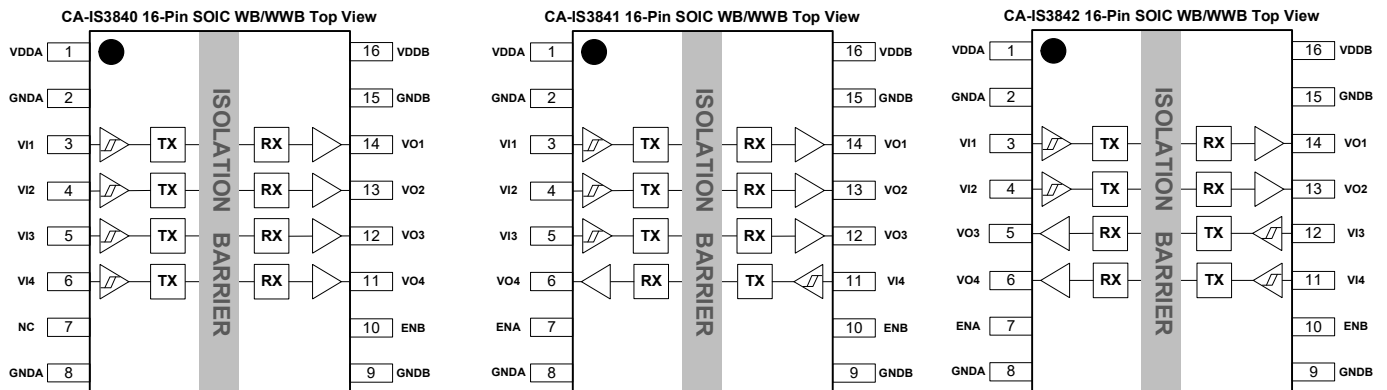 CA-IS3840 16-Pin SOIC WB/WWB Top View
VDDA 1 16 VDDB
GNDA 2 15 GNDB
VI1 3 TX RX 14 VO1
VI2 4 TX RX 13 VO2
VI3 5 TX RX 12 VO3
VI4 6 TX RX 11 VO4
NC 7 10 ENB
GNDA 8 9 GNDB
ISOLATION BARRIER
CA-IS3841 16-Pin SOIC WB/WWB Top View
VDDA 1 16 VDDB
GNDA 2 15 GNDB
VI1 3 TX RX 14 VO1
VI2 4 TX RX 13 VO2
VI3 5 TX RX 12 VO3
VO4 6 RX TX 11 VI4
ENA 7 10 ENB
GNDA 8 9 GNDB
ISOLATION BARRIER
CA-IS3842 16-Pin SOIC WB/WWB Top View
VDDA 1 16 VDDB
GNDA 2 15 GNDB
VI1 3 TX RX 14 VO1
VI2 4 TX RX 13 VO2
VO3 5 RX TX 12 VI3
VO4 6 RX TX 11 VI4
ENA 7 10 ENB
GNDA 8 9 GNDB
ISOLATION BARRIER